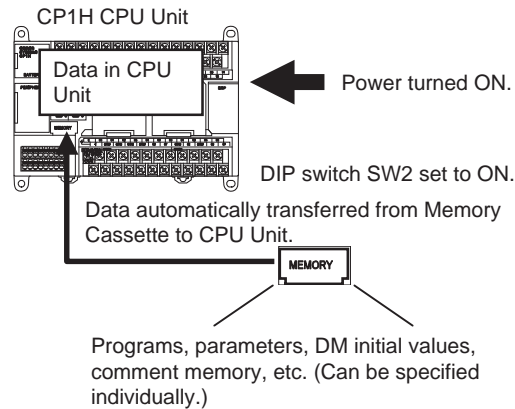 CP1H CPU Unit
Data in CPU
Unit
MEMORY
Power turned ON.
DIP switch SW2 set to ON.
Data automatically transferred from Memory
Cassette to CPU Unit.
MEMORY
Programs, parameters, DM initial values,
comment memory, etc. (Can be specified
individually.)